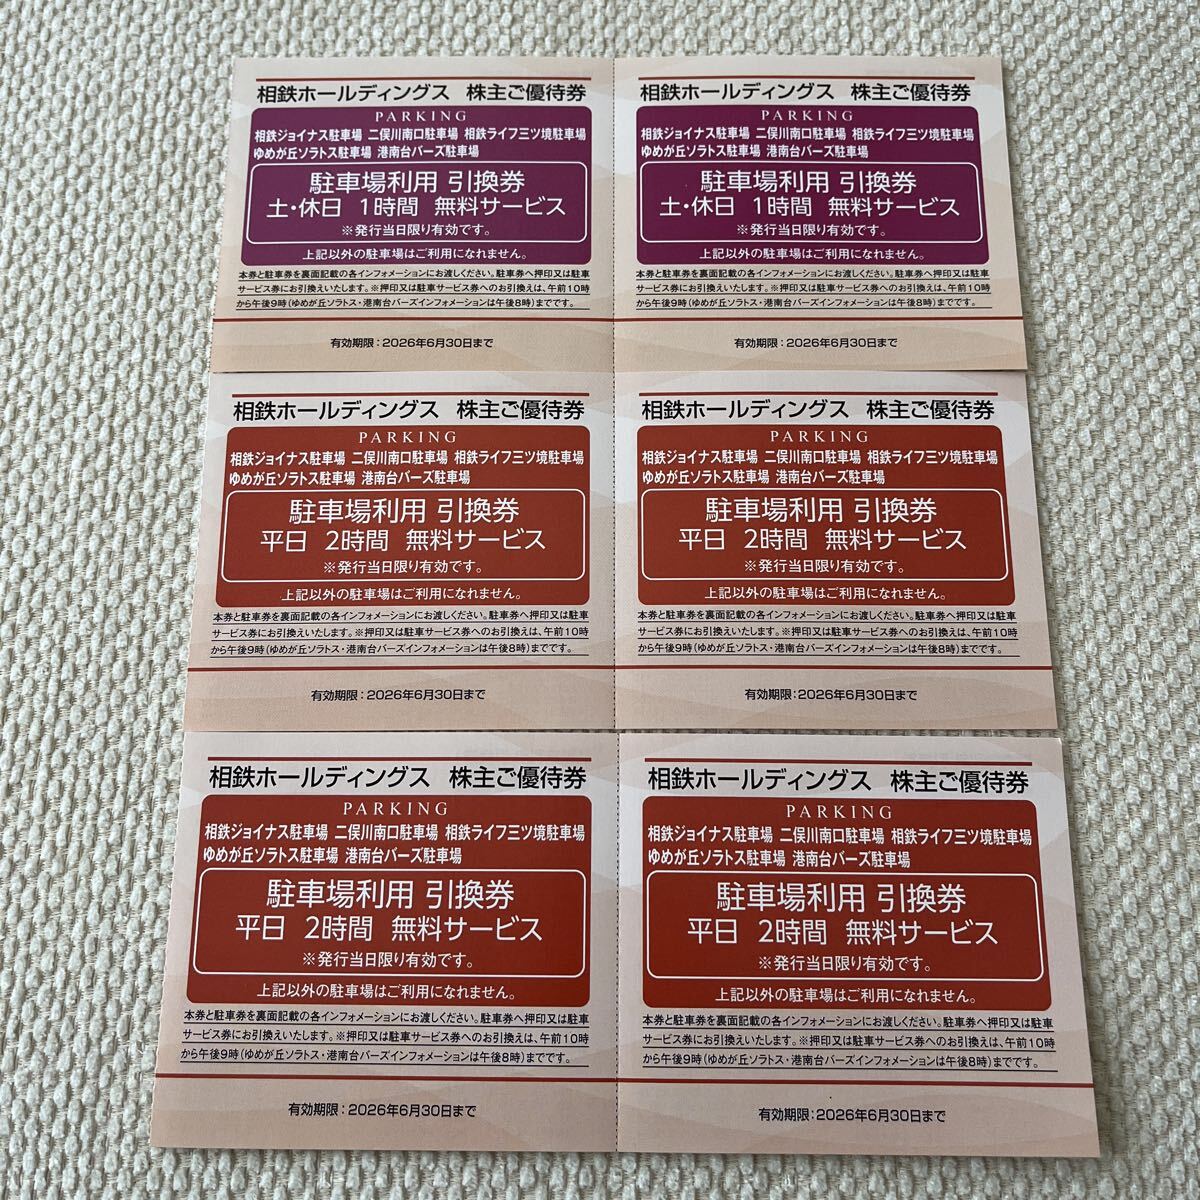 相鉄ホールディングス 株主ご優待券
PARKING
相鉄ジョイナス駐車場 二俣川南口駐車場 相鉄ライフ三ツ境駐車場
ゆめが丘ソラトス駐車場 港南台バーズ駐車場
駐車場利用 引換券
土・休日 1時間 無料サービス
※発行当日限り有効です。
上記以外の駐車場はご利用になれません。
本券と駐車券を裏面記載の各インフォメーションにお渡しください。駐車券へ押印又は駐車
サービス券にお引換えいたします。※押印又は駐車サービス券へのお引換えは、午前10時
から午後9時(ゆめが丘ソラトス・港南台バーズインフォメーションは午後8時)までです。
有効期限:2026年6月30日まで
相鉄ホールディングス 株主ご優待券
PARKING
相鉄ジョイナス駐車場 二俣川南口駐車場 相鉄ライフ三ツ境駐車場
ゆめが丘ソラトス駐車場 港南台バーズ駐車場
駐車場利用 引換券
土・休日 1時間 無料サービス
※発行当日限り有効です。
上記以外の駐車場はご利用になれません。
本券と駐車券を裏面記載の各インフォメーションにお渡しください。駐車券へ押印又は駐車
サービス券にお引換えいたします。※押印又は駐車サービス券へのお引換えは、午前10時
から午後9時(ゆめが丘ソラトス・港南台バーズインフォメーションは午後8時)までです。
有効期限:2026年6月30日まで
相鉄ホールディングス 株主ご優待券
PARKING
相鉄ジョイナス駐車場 二俣川南口駐車場 相鉄ライフ三ツ境駐車場
ゆめが丘ソラトス駐車場 港南台バーズ駐車場
駐車場利用 引換券
平日 2時間 無料サービス
※発行当日限り有効です。
上記以外の駐車場はご利用になれません。
本券と駐車券を裏面記載の各インフォメーションにお渡しください。駐車券へ押印又は駐車
サービス券にお引換えいたします。※押印又は駐車サービス券へのお引換えは、午前10時
から午後9時(ゆめが丘ソラトス・港南台バーズインフォメーションは午後8時)までです。
有効期限:2026年6月30日まで
相鉄ホールディングス 株主ご優待券
PARKING
相鉄ジョイナス駐車場 二俣川南口駐車場 相鉄ライフ三ツ境駐車場
ゆめが丘ソラトス駐車場 港南台バーズ駐車場
駐車場利用 引換券
平日 2時間 無料サービス
※発行当日限り有効です。
上記以外の駐車場はご利用になれません。
本券と駐車券を裏面記載の各インフォメーションにお渡しください。駐車券へ押印又は駐車
サービス券にお引換えいたします。※押印又は駐車サービス券へのお引換えは、午前10時
から午後9時(ゆめが丘ソラトス・港南台バーズインフォメーションは午後8時)までです。
有効期限:2026年6月30日まで
相鉄ホールディングス 株主ご優待券
PARKING
相鉄ジョイナス駐車場 二俣川南口駐車場 相鉄ライフ三ツ境駐車場
ゆめが丘ソラトス駐車場 港南台バーズ駐車場
駐車場利用 引換券
平日 2時間 無料サービス
※発行当日限り有効です。
上記以外の駐車場はご利用になれません。
本券と駐車券を裏面記載の各インフォメーションにお渡しください。駐車券へ押印又は駐車
サービス券にお引換えいたします。※押印又は駐車サービス券へのお引換えは、午前10時
から午後9時(ゆめが丘ソラトス・港南台バーズインフォメーションは午後8時)までです。
有効期限:2026年6月30日まで
相鉄ホールディングス 株主ご優待券
PARKING
相鉄ジョイナス駐車場 二俣川南口駐車場 相鉄ライフ三ツ境駐車場
ゆめが丘ソラトス駐車場 港南台バーズ駐車場
駐車場利用 引換券
平日 2時間 無料サービス
※発行当日限り有効です。
上記以外の駐車場はご利用になれません。
本券と駐車券を裏面記載の各インフォメーションにお渡しください。駐車券へ押印又は駐車
サービス券にお引換えいたします。※押印又は駐車サービス券へのお引換えは、午前10時
から午後9時(ゆめが丘ソラトス・港南台バーズインフォメーションは午後8時)までです。
有効期限:2026年6月30日まで